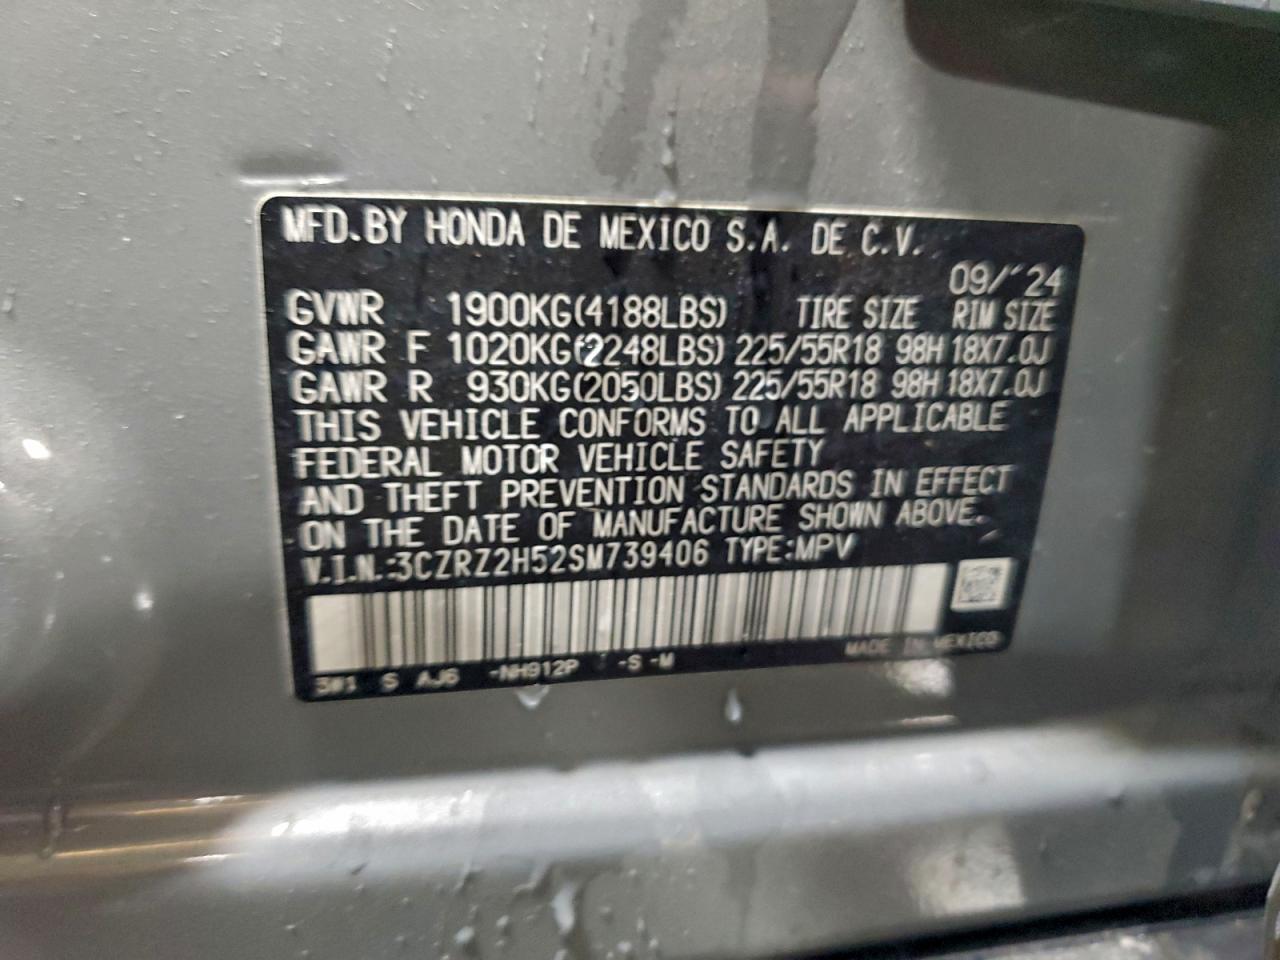 MFD.BY HONDA DE MEXICO S.A. DE C.V.
09/'24
GVWR 1900KG(4188LBS) TIRE SIZE RIM SIZE
GAWR F 1020KG(2248LBS) 225/55R18 98H 18X7.0J
GAWR R 930KG(2050LBS) 225/55R18 98H 18X7.0J
THIS VEHICLE CONFORMS TO ALL APPLICABLE
FEDERAL MOTOR VEHICLE SAFETY
AND THEFT PREVENTION STANDARDS IN EFFECT
ON THE DATE OF MANUFACTURE SHOWN ABOVE.
V.I.N.:3CZRZ2H52SM739406 TYPE:MPV
3W1 S AJ6 -NH912P -S -M MADE IN MEXICO